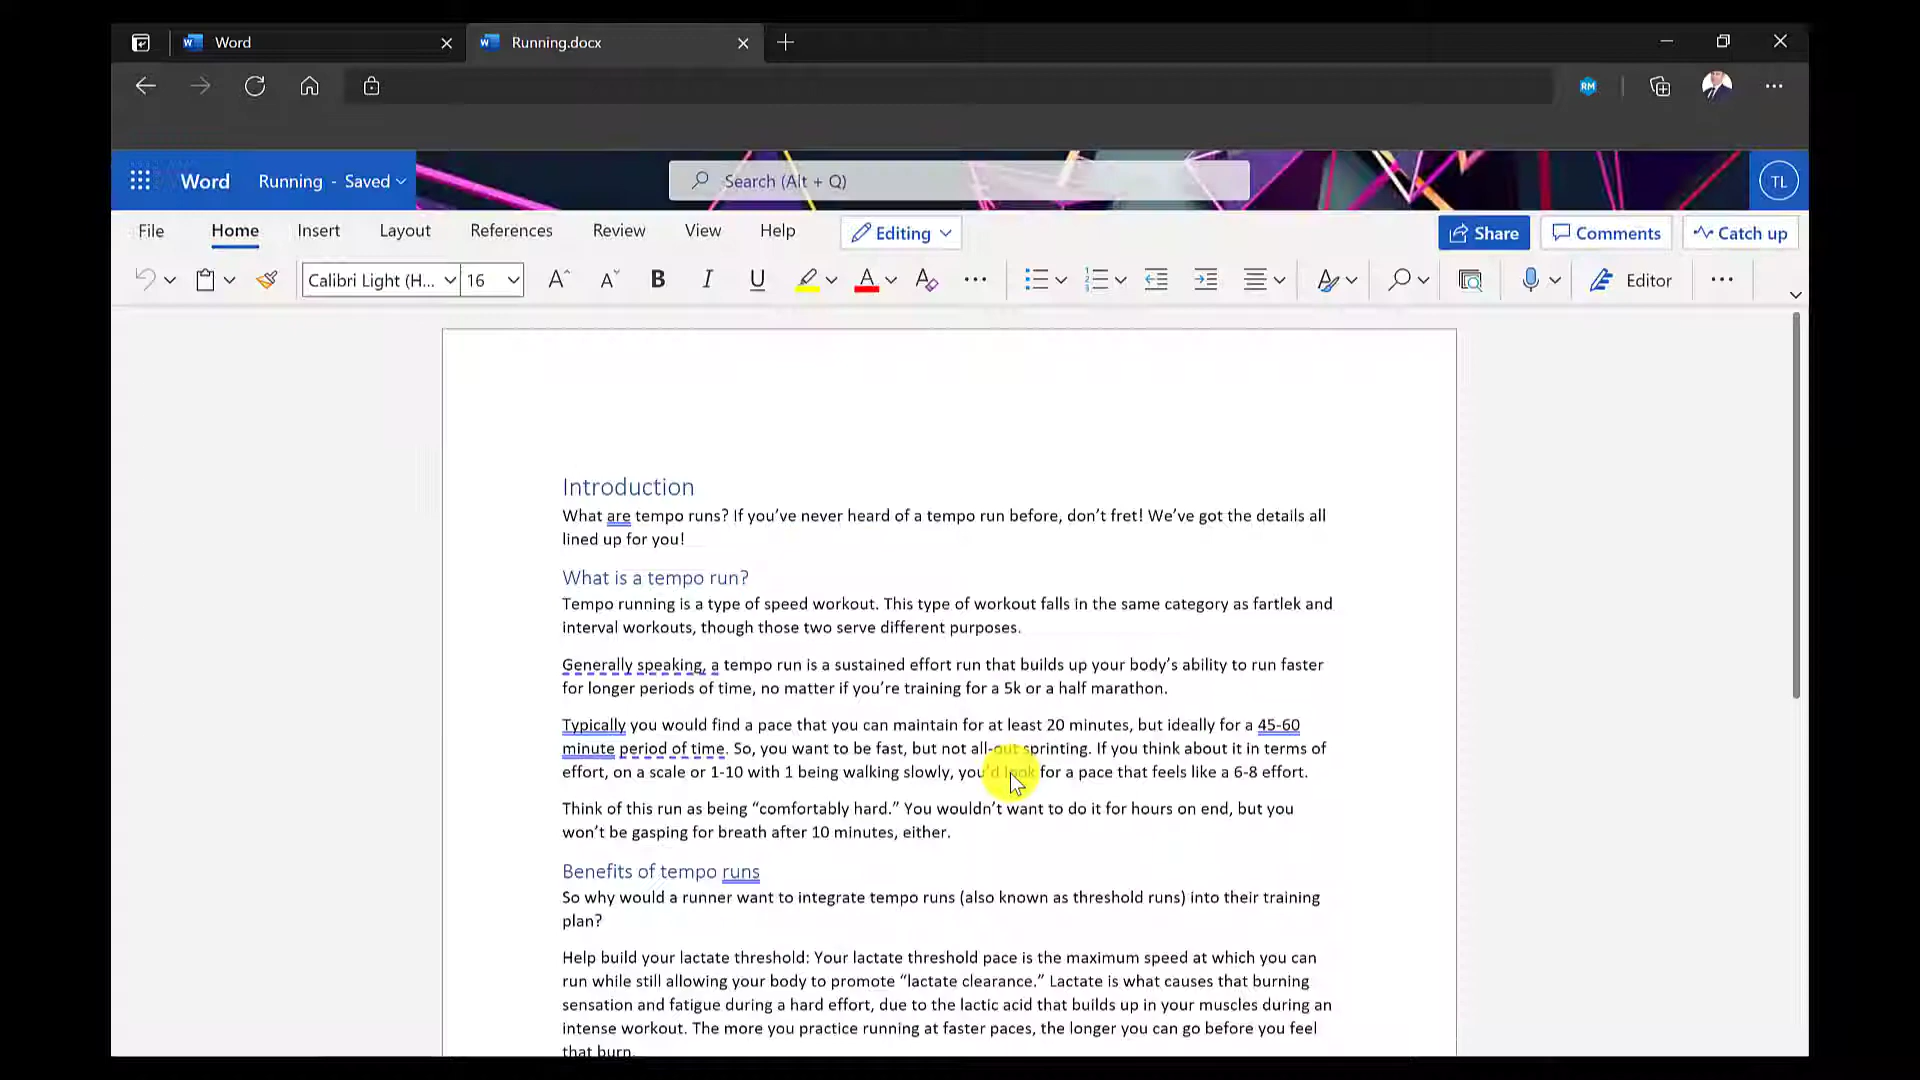 Word
Running.docx
RM
Word
Running - Saved
Search (Alt + Q)
TL
File Home Insert Layout References Review View Help Editing Share Comments Catch up
Calibri Light (H... 16 A A B I U A A Editor
Introduction
What are tempo runs? If you’ve never heard of a tempo run before, don’t fret! We’ve got the details all
lined up for you!
What is a tempo run?
Tempo running is a type of speed workout. This type of workout falls in the same category as fartlek and
interval workouts, though those two serve different purposes.
Generally speaking, a tempo run is a sustained effort run that builds up your body’s ability to run faster
for longer periods of time, no matter if you’re training for a 5k or a half marathon.
Typically you would find a pace that you can maintain for at least 20 minutes, but ideally for a 45-60
minute period of time. So, you want to be fast, but not all-out sprinting. If you think about it in terms of
effort, on a scale or 1-10 with 1 being walking slowly, you’d look for a pace that feels like a 6-8 effort.
Think of this run as being “comfortably hard.” You wouldn’t want to do it for hours on end, but you
won’t be gasping for breath after 10 minutes, either.
Benefits of tempo runs
So why would a runner want to integrate tempo runs (also known as threshold runs) into their training
plan?
Help build your lactate threshold: Your lactate threshold pace is the maximum speed at which you can
run while still allowing your body to promote “lactate clearance.” Lactate is what causes that burning
sensation and fatigue during a hard effort, due to the lactic acid that builds up in your muscles during an
intense workout. The more you practice running at faster paces, the longer you can go before you feel
that burn.